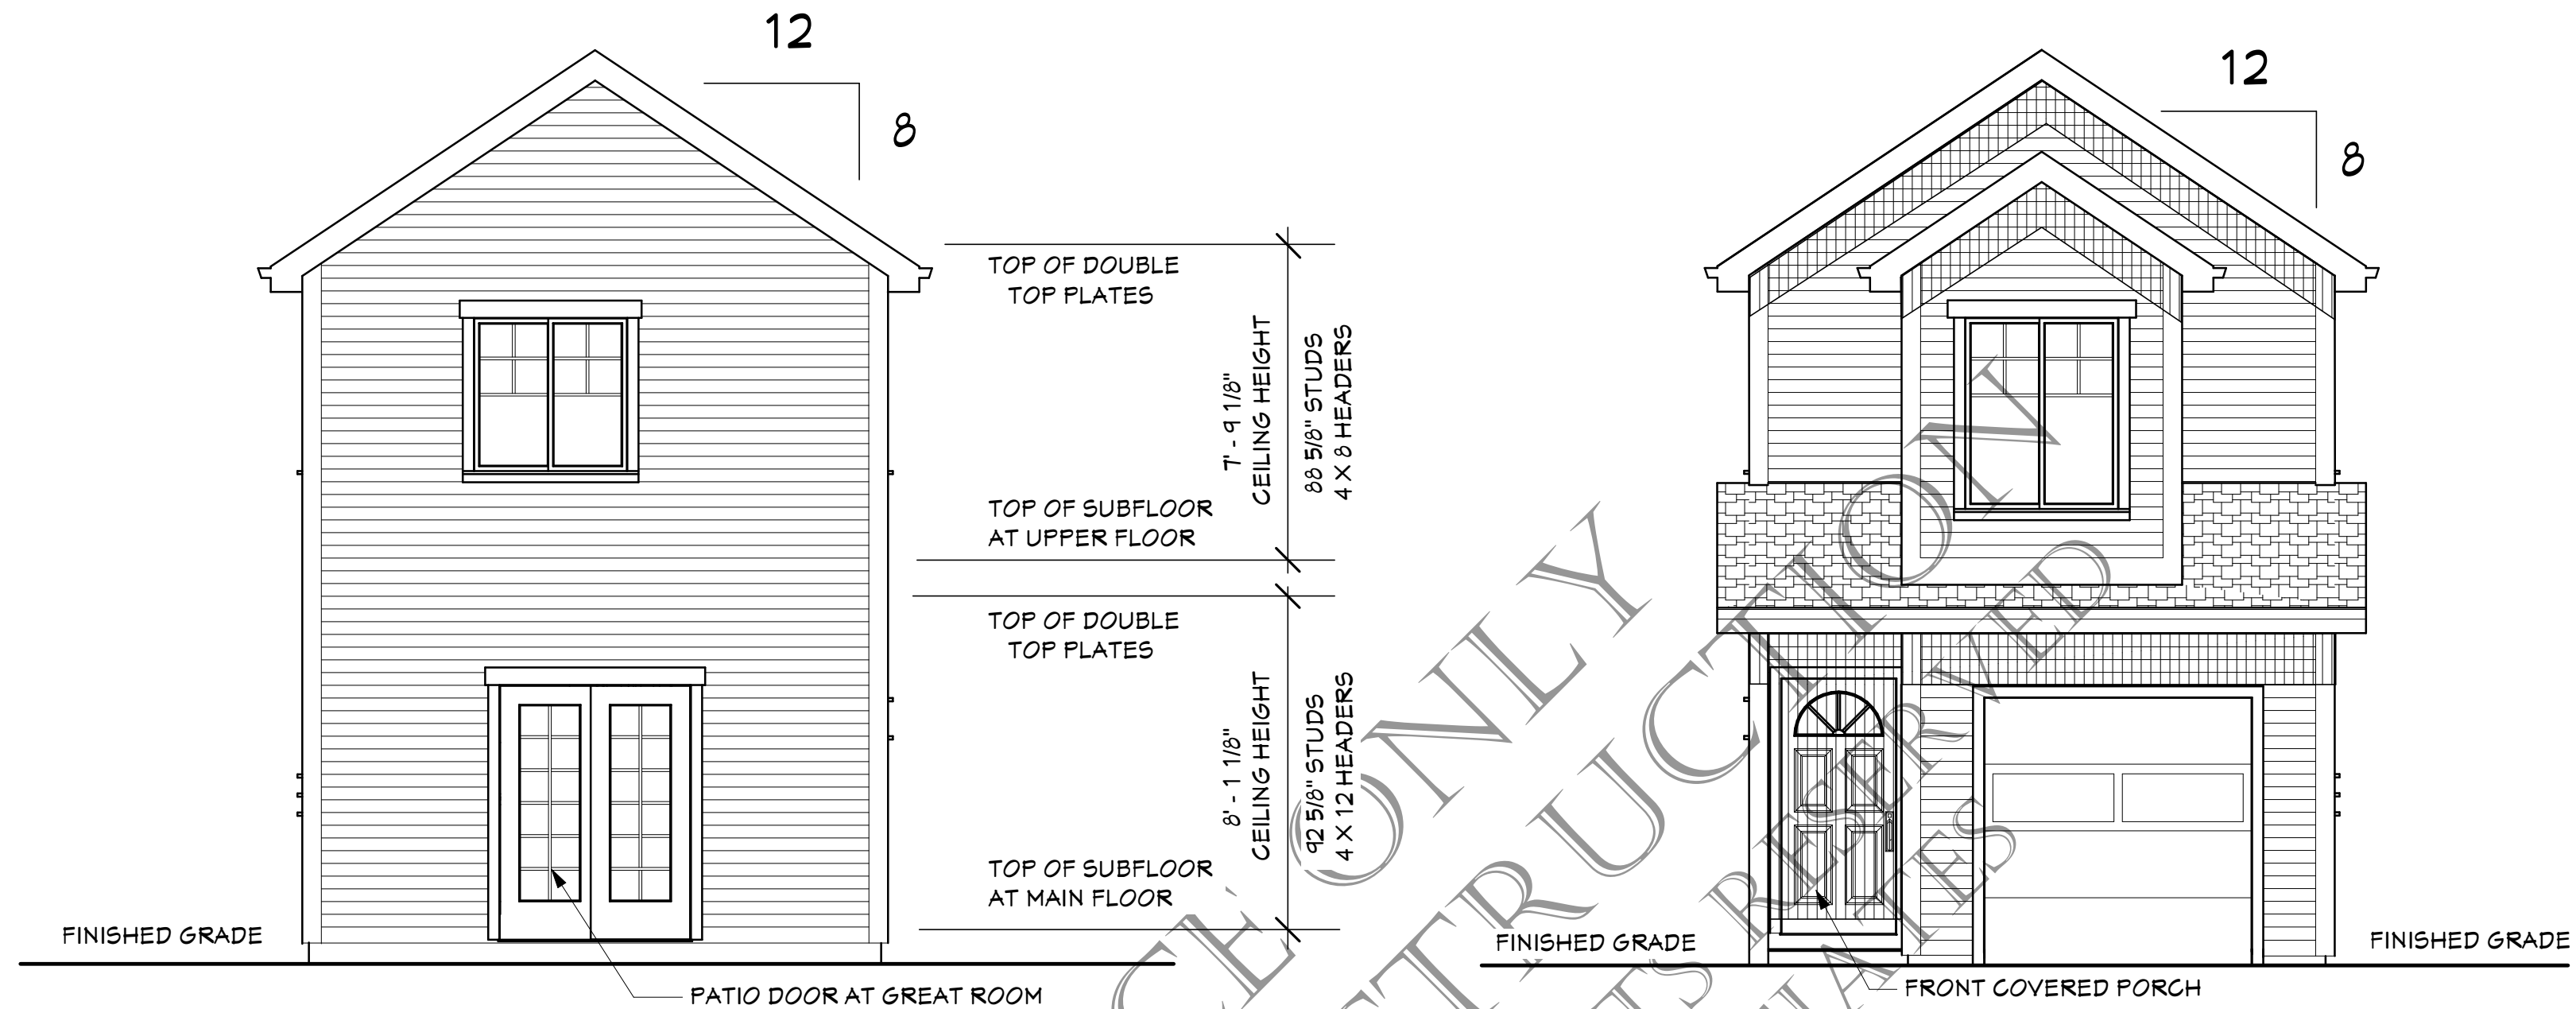 12
8
TOP OF DOUBLE
TOP PLATES
7' - 9 1/8"
CEILING HEIGHT
88 5/8" STUDS
4 X 8 HEADERS
TOP OF SUBFLOOR
AT UPPER FLOOR
TOP OF DOUBLE
TOP PLATES
8' - 1 1/8"
CEILING HEIGHT
92 5/8" STUDS
4 X 12 HEADERS
TOP OF SUBFLOOR
AT MAIN FLOOR
FINISHED GRADE
PATIO DOOR AT GREAT ROOM
12
8
FINISHED GRADE
FINISHED GRADE
FRONT COVERED PORCH
ONLY
RESERVED